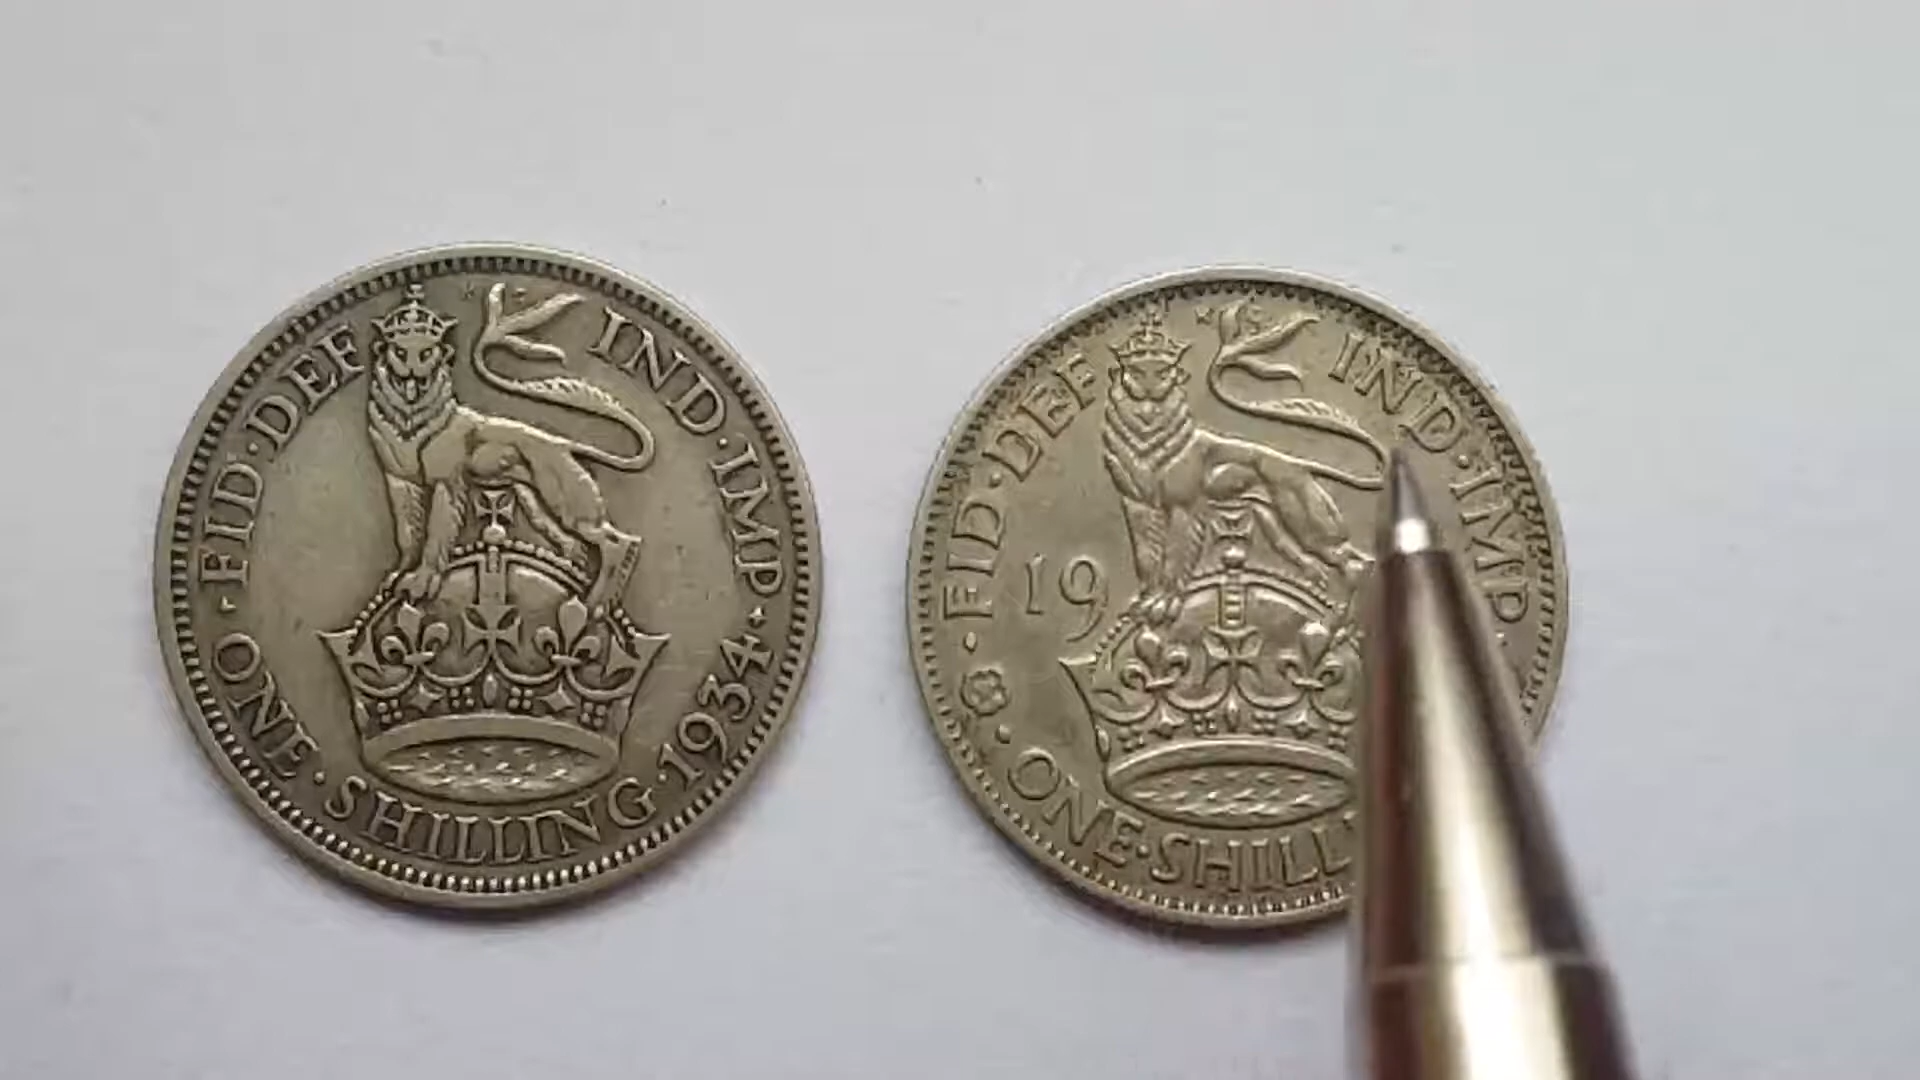 ·FID·DEF IND·IMP·
ONE·SHILLING·1934
K G
·FID·DEF IND·IMP·
19
·ONE·SHILL
K G